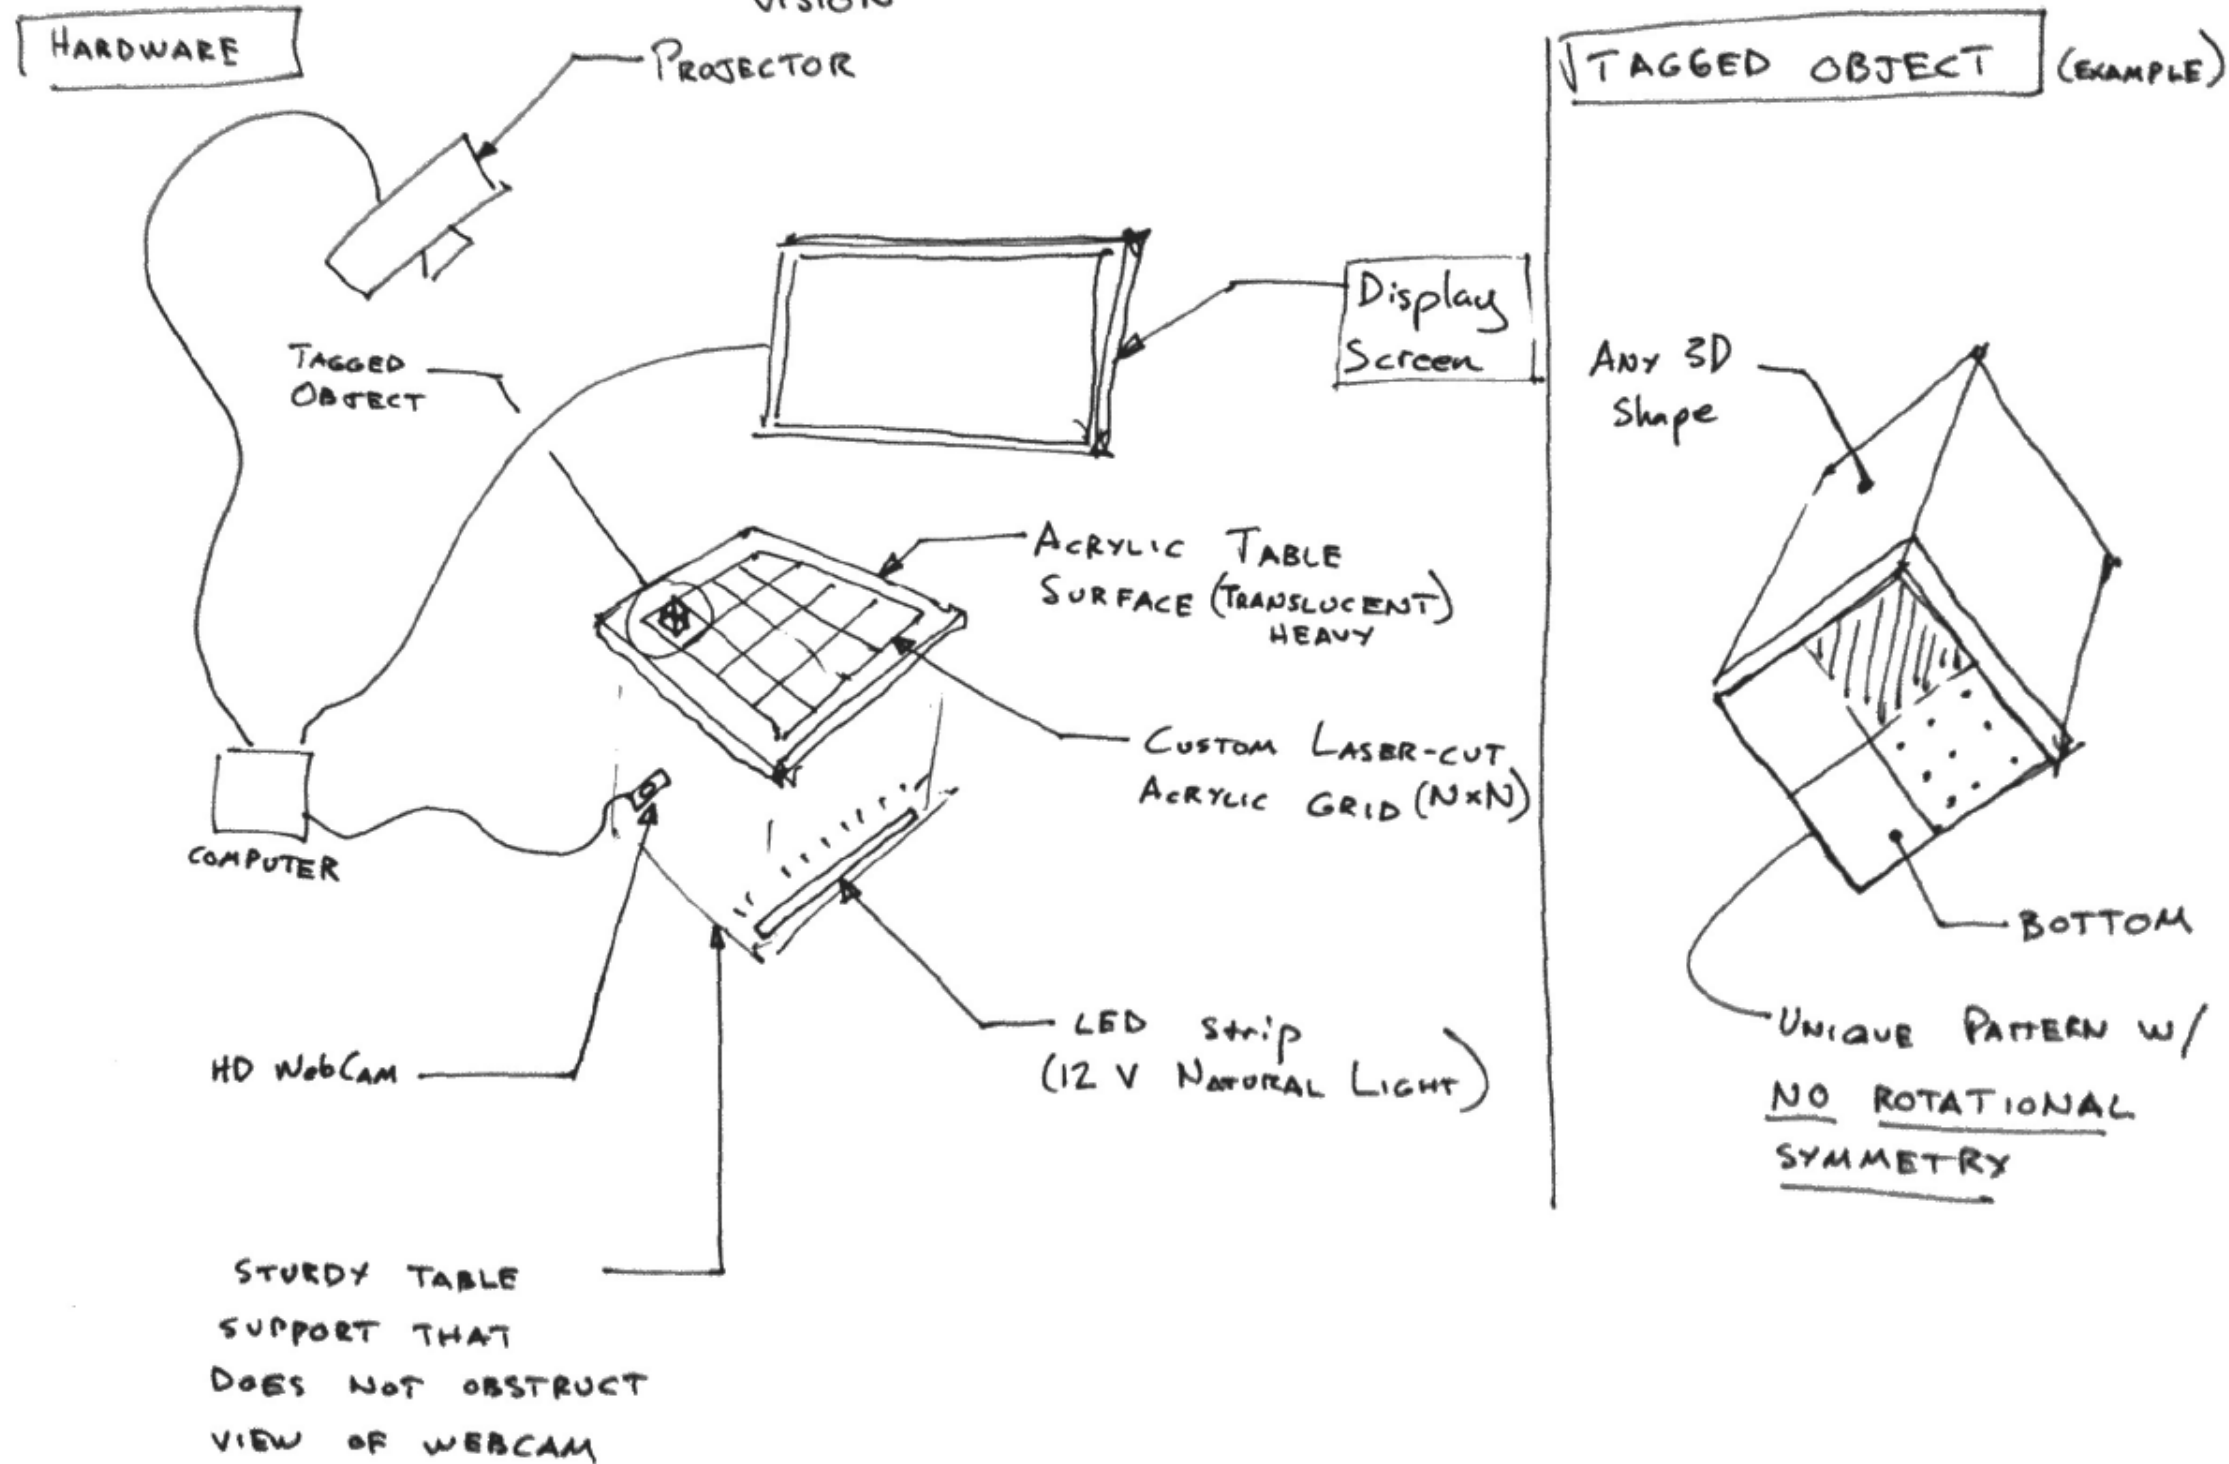 VISION
HARDWARE
PROJECTOR
TAGGED
OBJECT
Display
Screen
ACRYLIC TABLE
SURFACE (TRANSLUCENT)
HEAVY
CUSTOM LASER-CUT
ACRYLIC GRID (N×N)
COMPUTER
LED Strip
(12 V NATURAL LIGHT)
HD WebCam
STURDY TABLE
SUPPORT THAT
DOES NOT OBSTRUCT
VIEW OF WEBCAM
TAGGED OBJECT (EXAMPLE)
ANY 3D
Shape
BOTTOM
UNIQUE PATTERN W/
NO ROTATIONAL
SYMMETRY